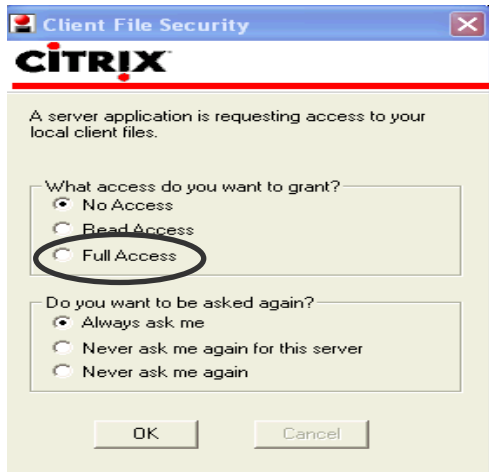 Client File Security
CiTRIX
A server application is requesting access to your
local client files.
What access do you want to grant?
No Access
Read Access
Full Access
Do you want to be asked again?
Always ask me
Never ask me again for this server
Never ask me again
OK
Cancel